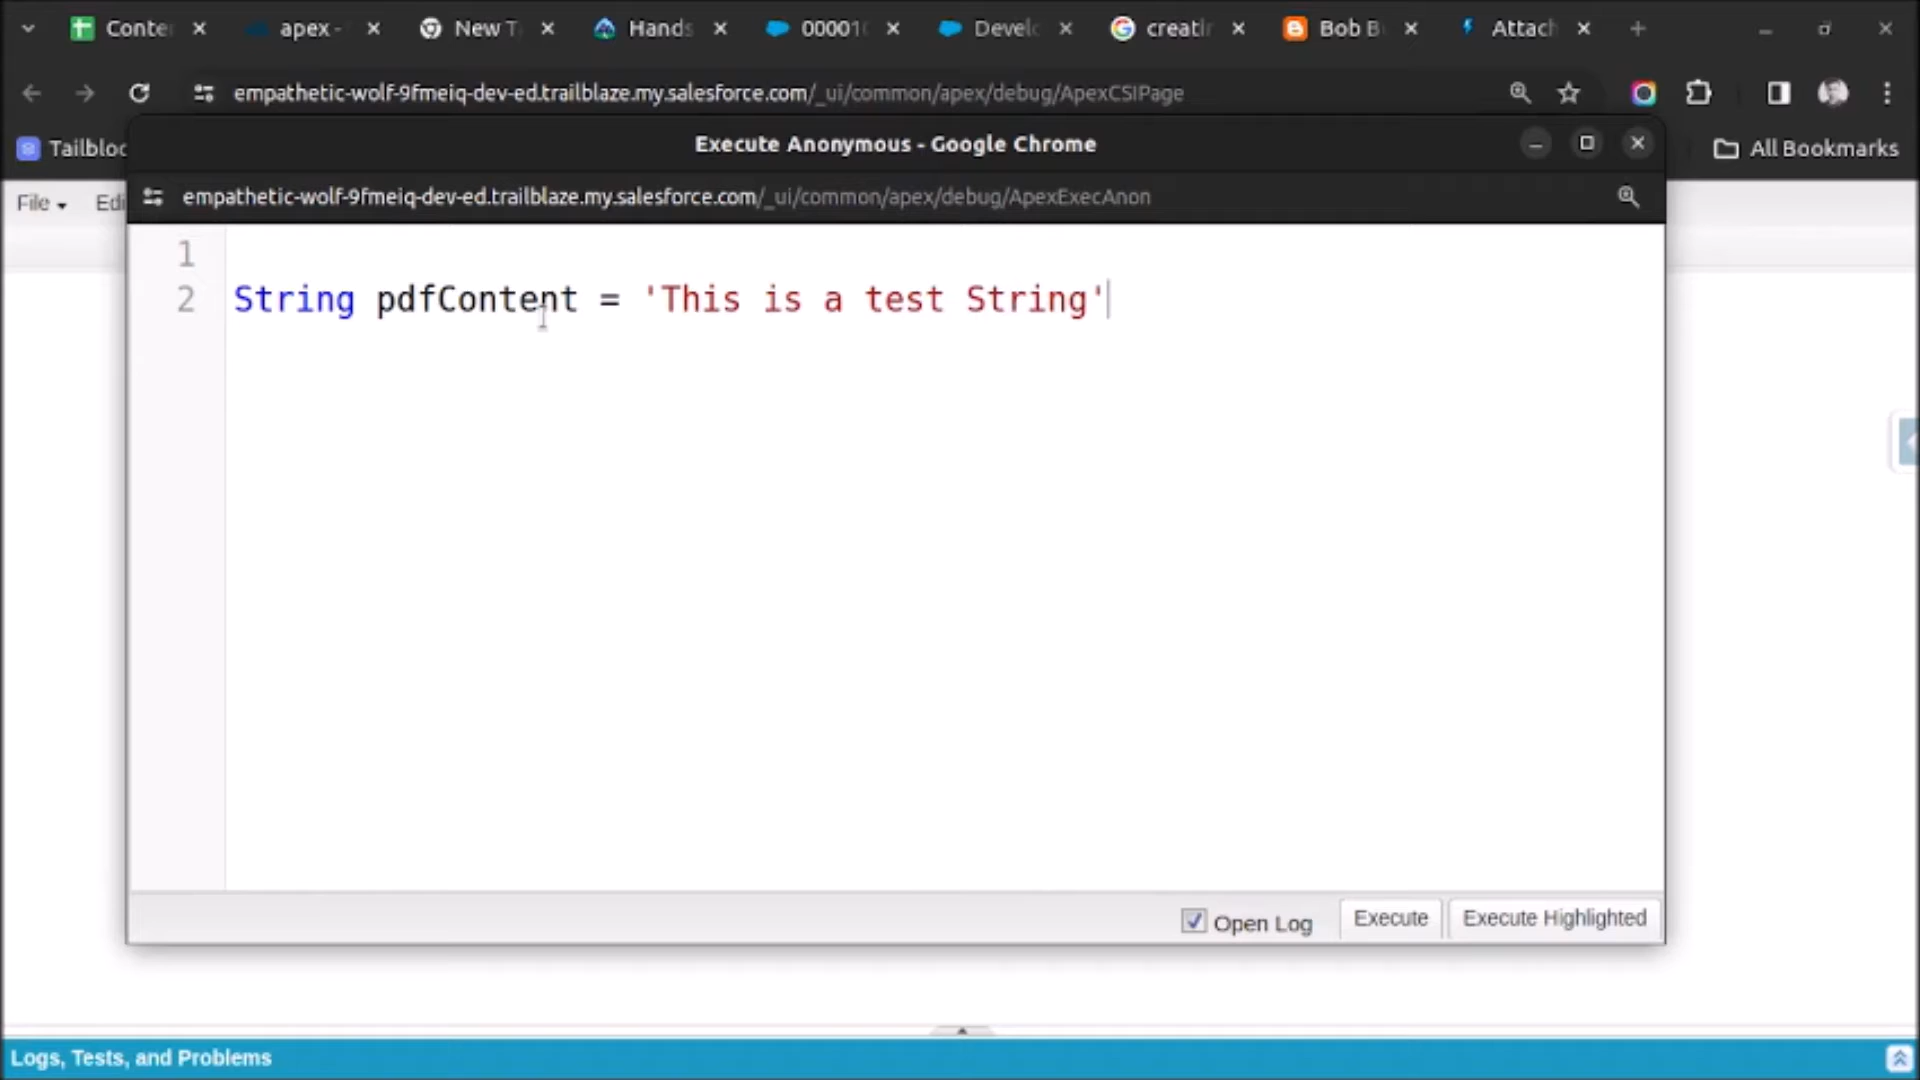 Conte apex - New T Hands 00001 Develo creatin Bob B Attach
empathetic-wolf-9fmeiq-dev-ed.trailblaze.my.salesforce.com/_ui/common/apex/debug/ApexCSIPage
Tailbloc Execute Anonymous - Google Chrome All Bookmarks
empathetic-wolf-9fmeiq-dev-ed.trailblaze.my.salesforce.com/_ui/common/apex/debug/ApexExecAnon
File Edi
1
2 String pdfContent = 'This is a test String'
Open Log Execute Execute Highlighted
Logs, Tests, and Problems